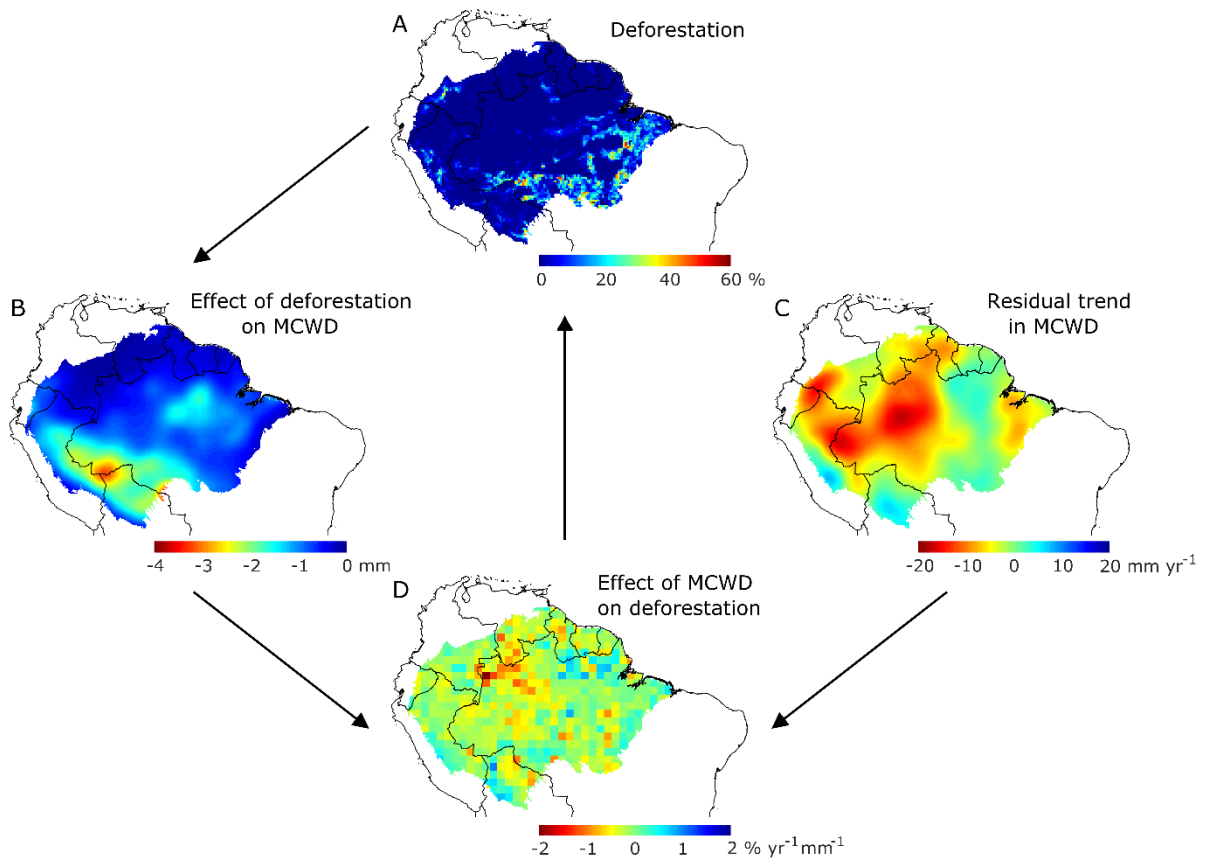 A
Deforestation
0 20 40 60 %
B
Effect of deforestation
on MCWD
-4 -3 -2 -1 0 mm
C
Residual trend
in MCWD
-20 -10 0 10 20 mm yr⁻¹
D
Effect of MCWD
on deforestation
-2 -1 0 1 2 % yr⁻¹mm⁻¹